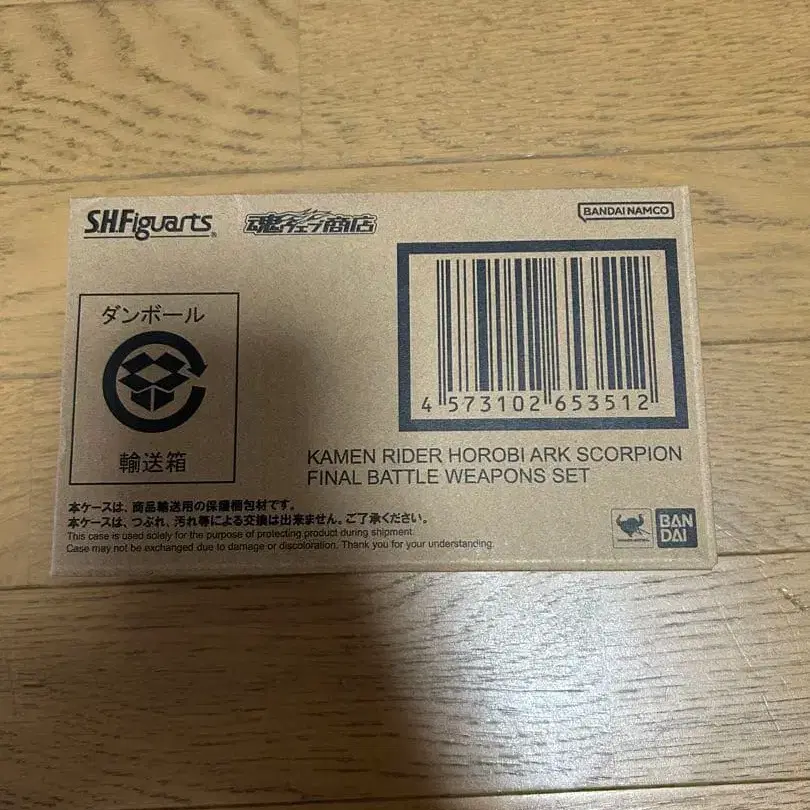 S.H.Figuarts
魂ウェブ商店
BANDAI NAMCO
ダンボール
輸送箱
4 573102 653512
KAMEN RIDER HOROBI ARK SCORPION
FINAL BATTLE WEAPONS SET
本ケースは、商品輸送用の保護梱包材です。
本ケースは、つぶれ、汚れ等による交換は出来ません。ご了承ください。
This case is used solely for the purpose of protecting product during shipment.
Case may not be exchanged due to damage or discoloration. Thank you for your understanding.
BAN
DAI